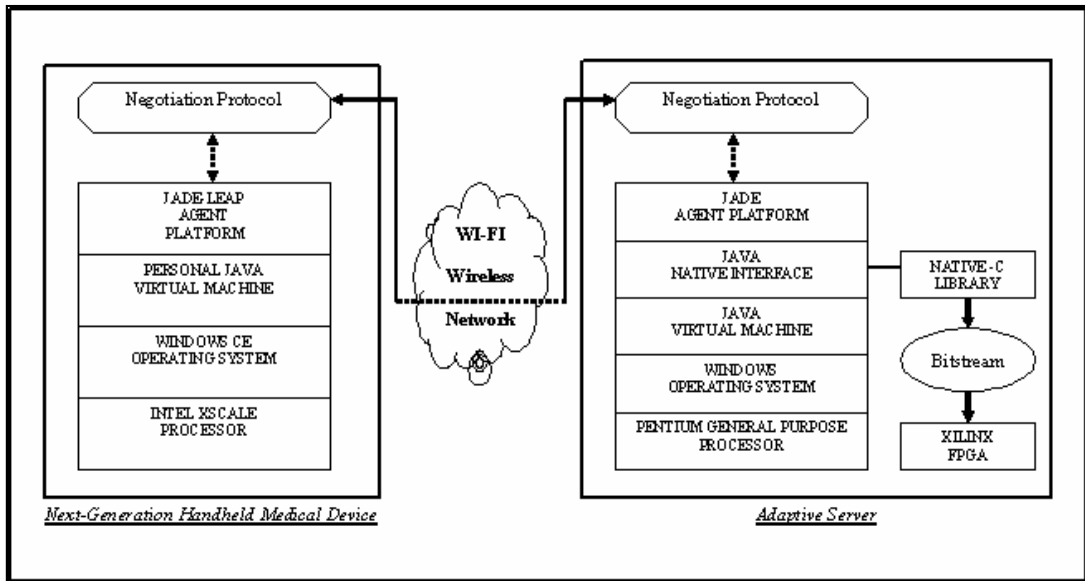 Negotiation Protocol
JADE LEAP
AGENT
PLATFORM
PERSONAL JAVA
VIRTUAL MACHINE
WINDOWS CE
OPERATING SYSTEM
INTEL XSCALE
PROCESSOR
Next-Generation Handheld Medical Device
WI-FI
Wireless
Network
Negotiation Protocol
JADE
AGENT PLATFORM
JAVA
NATIVE INTERFACE
JAVA
VIRTUAL MACHINE
WINDOWS
OPERATING SYSTEM
PENTIUM GENERAL PURPOSE
PROCESSOR
NATIVE-C
LIBRARY
Bitstream
XILINX
FPGA
Adaptive Server